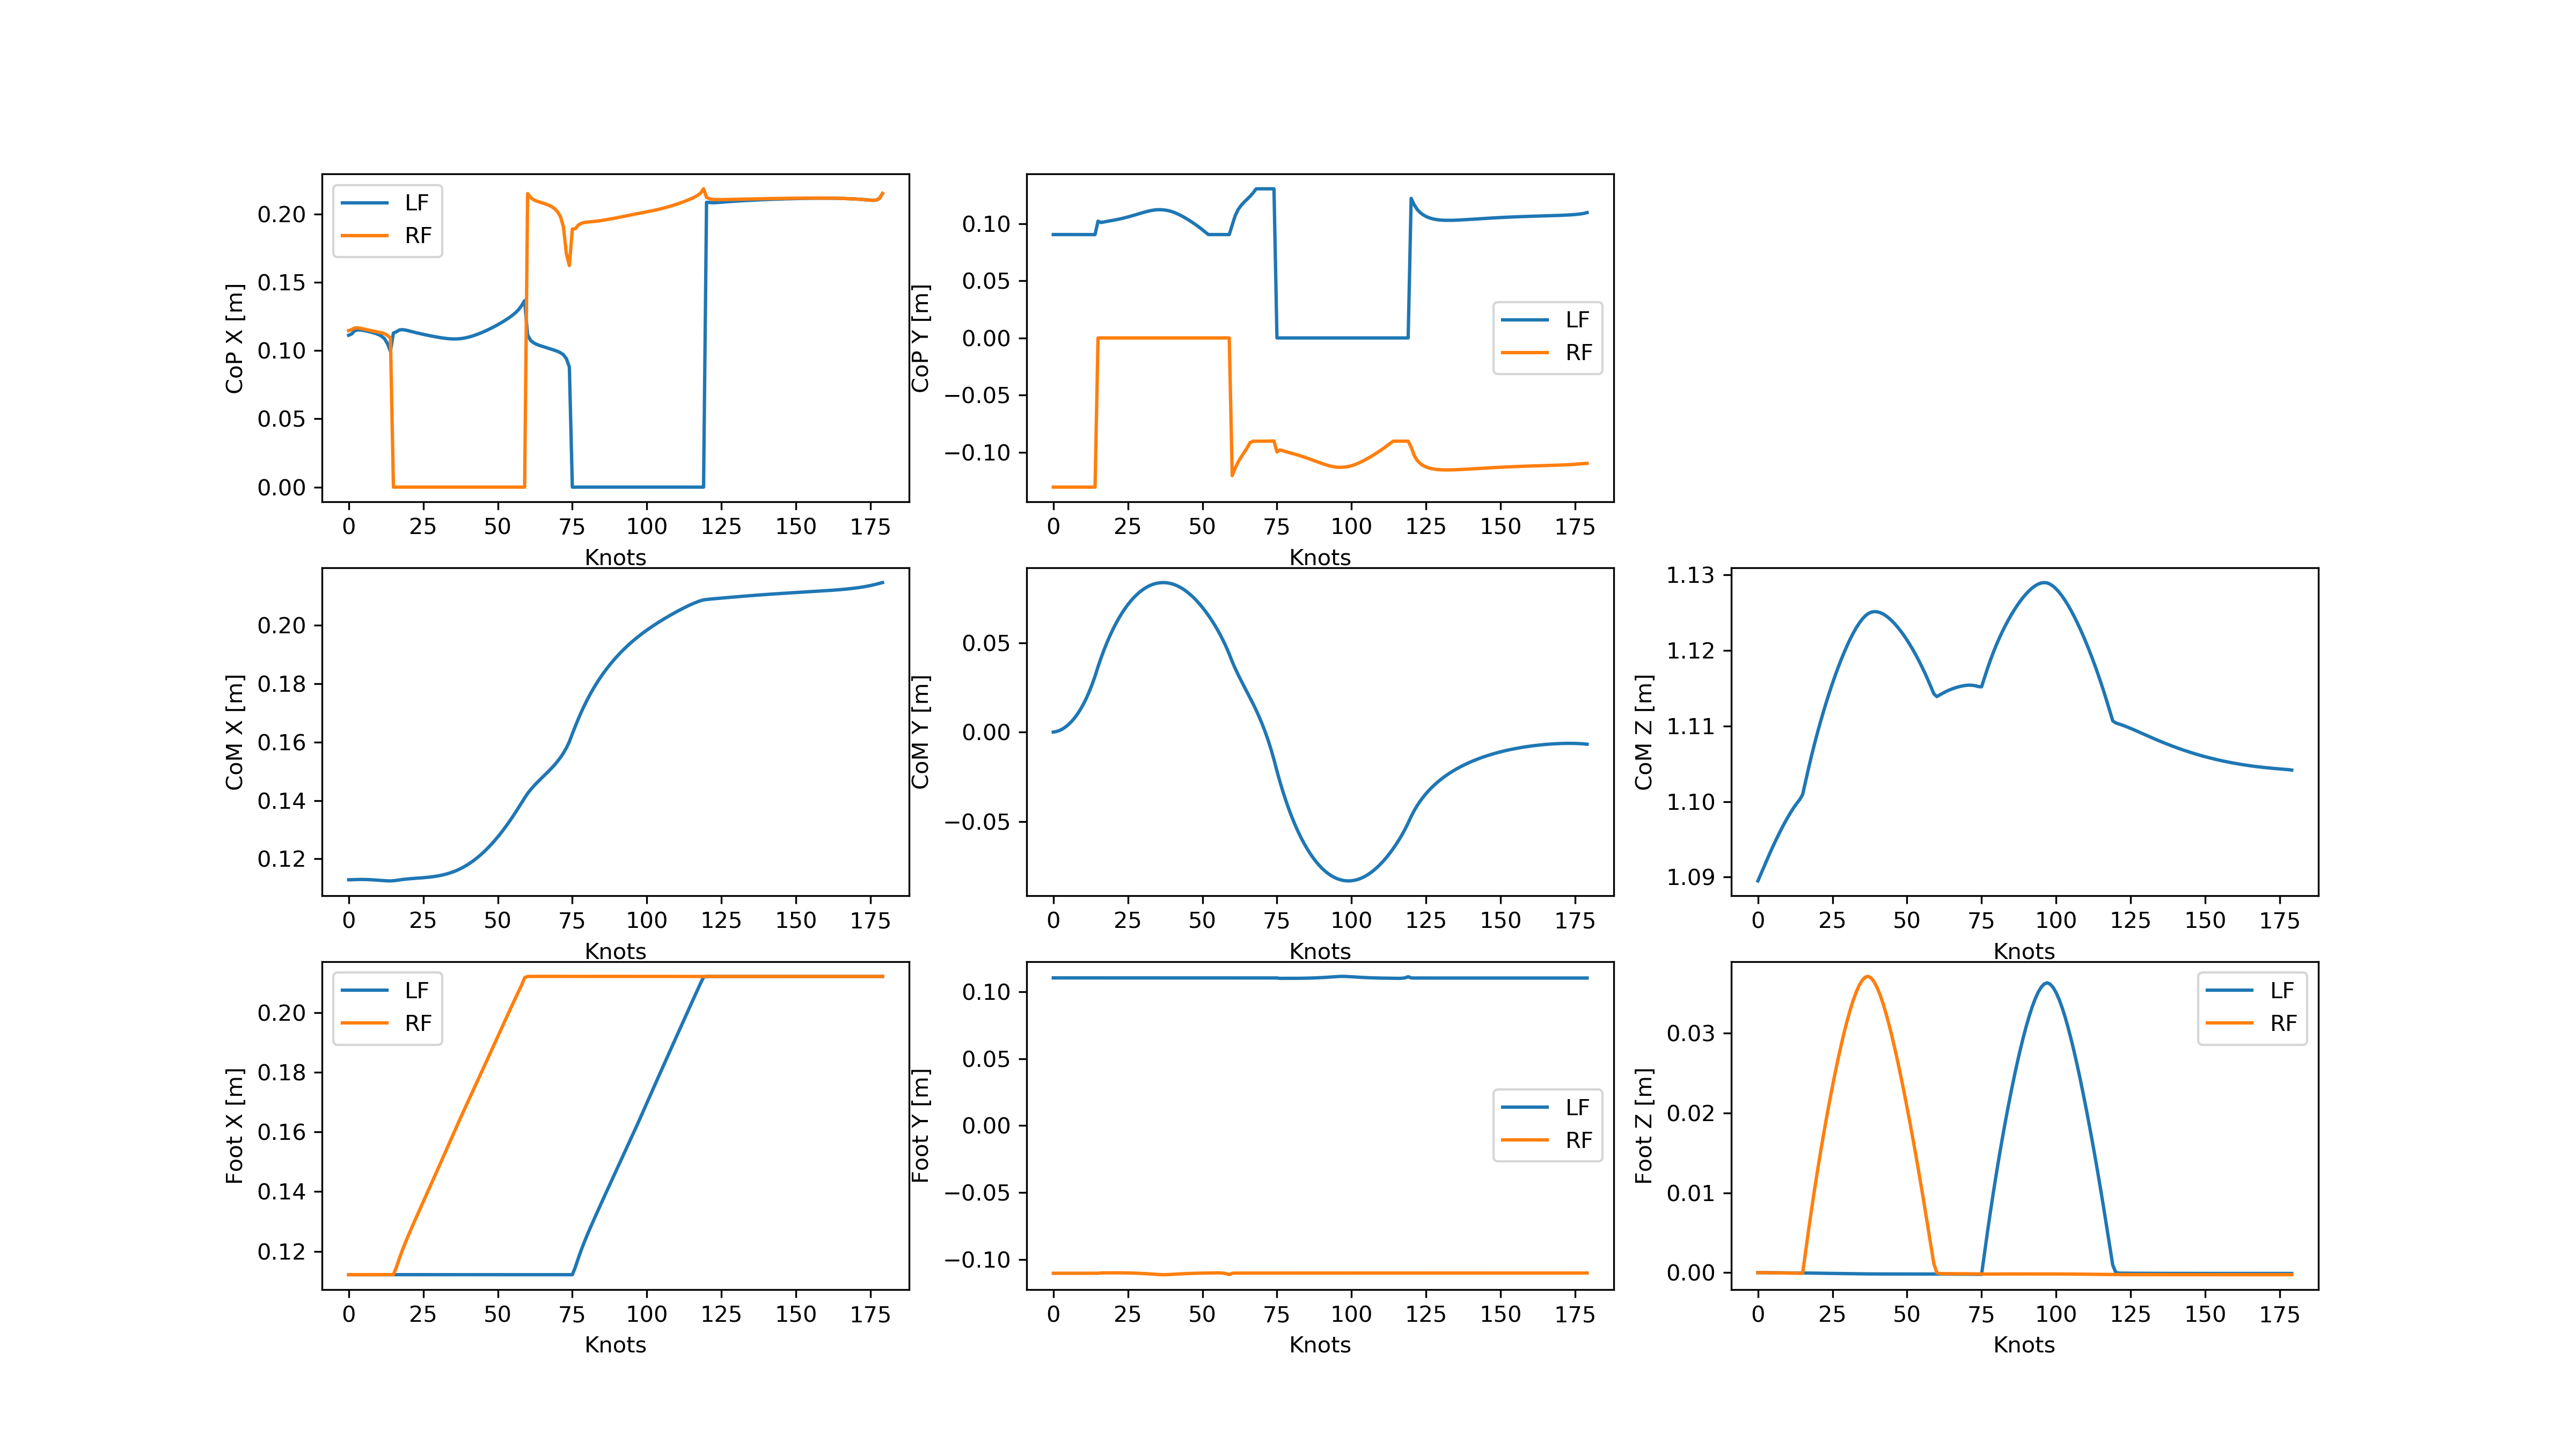 CoP X [m]
0.20
0.15
0.10
0.05
0.00
LF
RF
0 25 50 75 100 125 150 175
Knots
CoP Y [m]
0.10
0.05
0.00
−0.05
−0.10
LF
RF
0 25 50 75 100 125 150 175
Knots
CoM X [m]
0.20
0.18
0.16
0.14
0.12
0 25 50 75 100 125 150 175
Knots
CoM Y [m]
0.05
0.00
−0.05
0 25 50 75 100 125 150 175
Knots
CoM Z [m]
1.13
1.12
1.11
1.10
1.09
0 25 50 75 100 125 150 175
Knots
Foot X [m]
0.20
0.18
0.16
0.14
0.12
LF
RF
0 25 50 75 100 125 150 175
Knots
Foot Y [m]
0.10
0.05
0.00
−0.05
−0.10
LF
RF
0 25 50 75 100 125 150 175
Knots
Foot Z [m]
0.03
0.02
0.01
0.00
LF
RF
0 25 50 75 100 125 150 175
Knots